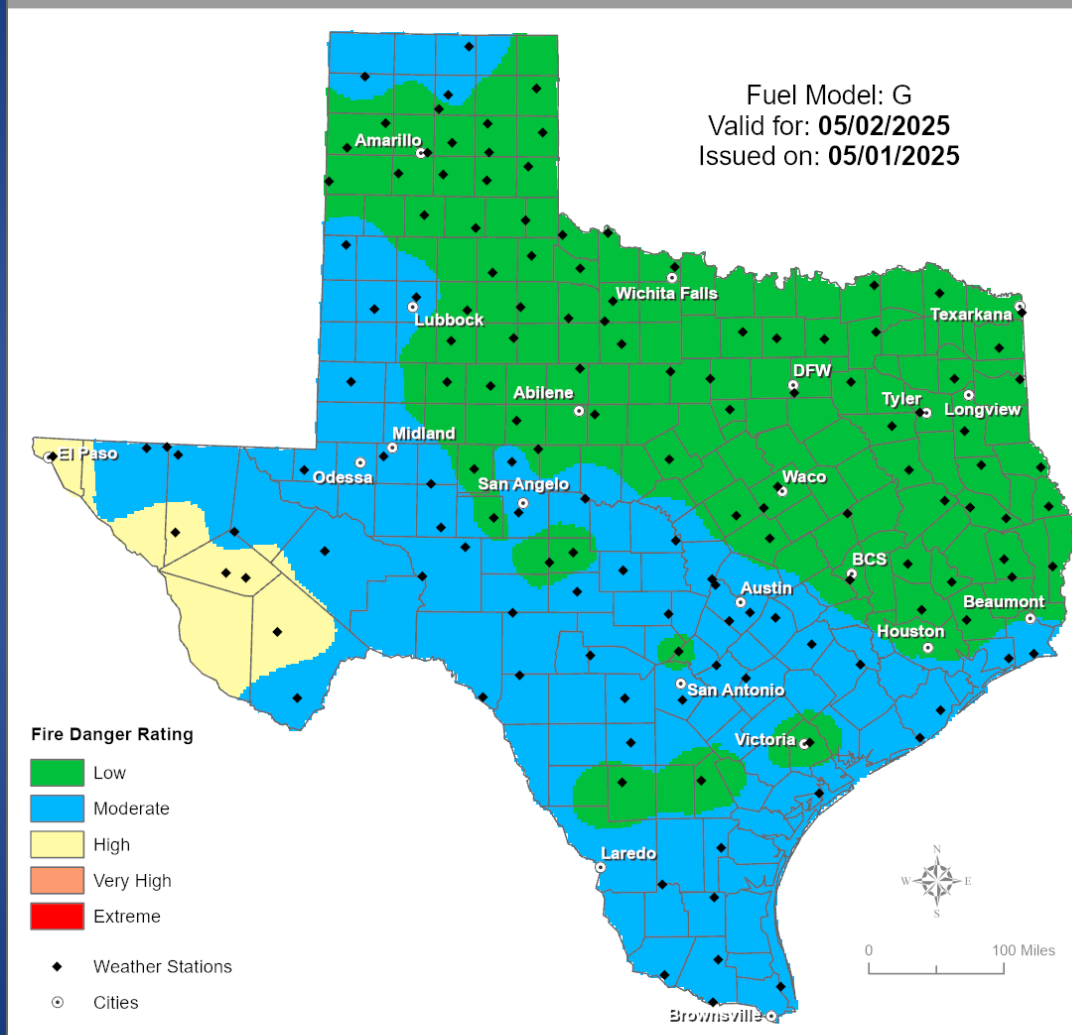 Fuel Model: G
Valid for: 05/02/2025
Issued on: 05/01/2025
Amarillo
Wichita Falls
Lubbock
Texarkana
DFW
Abilene
Tyler
Longview
Midland
El Paso
Odessa
San Angelo
Waco
BCS
Austin
Beaumont
Houston
San Antonio
Victoria
Laredo
Brownsville
Fire Danger Rating
Low
Moderate
High
Very High
Extreme
Weather Stations
Cities
N
W
E
S
0
100 Miles